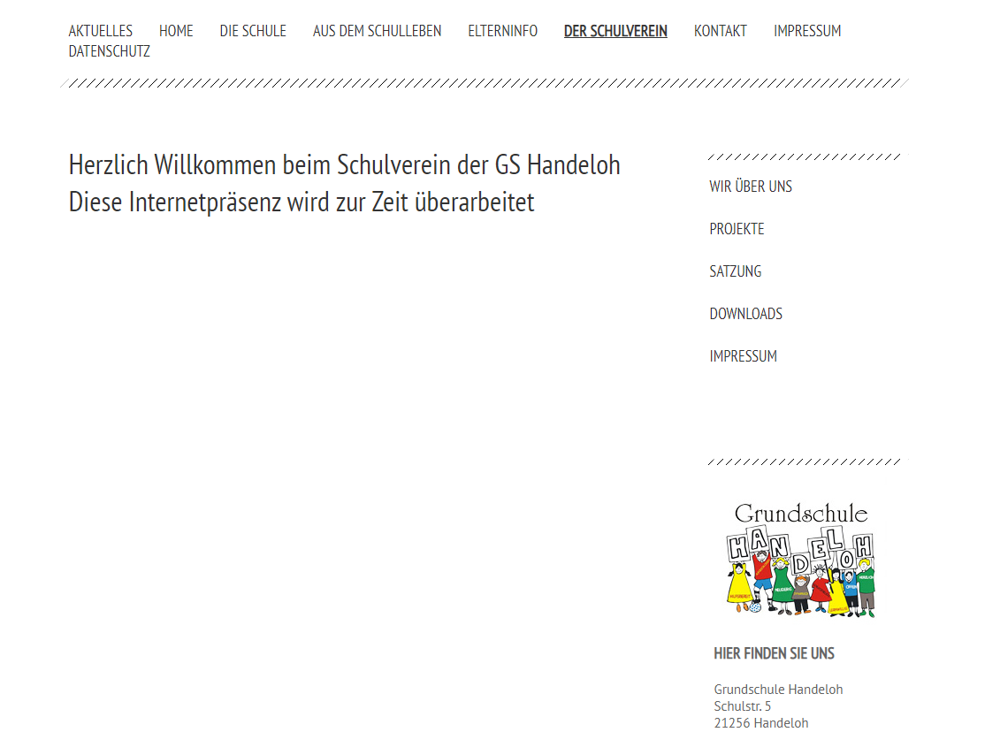 AKTUELLES HOME DIE SCHULE AUS DEM SCHULLEBEN ELTERNINFO DER SCHULVEREIN KONTAKT IMPRESSUM
DATENSCHUTZ
Herzlich Willkommen beim Schulverein der GS Handeloh
Diese Internetpräsenz wird zur Zeit überarbeitet
WIR ÜBER UNS
PROJEKTE
SATZUNG
DOWNLOADS
IMPRESSUM
Grundschule
HANDELOH
HIER FINDEN SIE UNS
Grundschule Handeloh
Schulstr. 5
21256 Handeloh